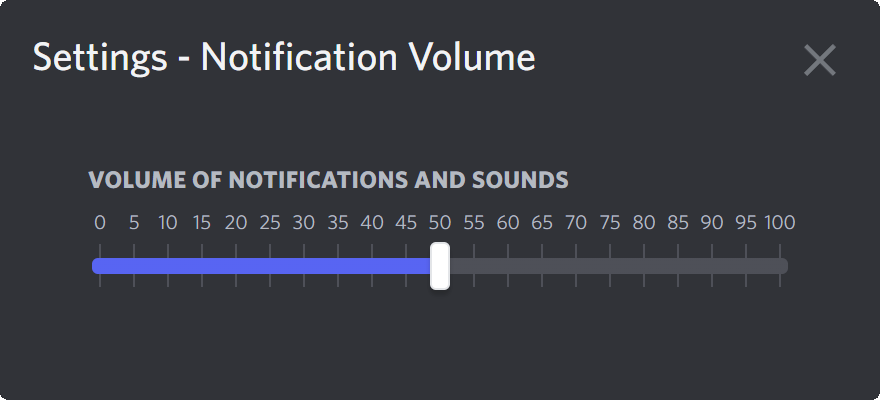 Settings - Notification Volume
VOLUME OF NOTIFICATIONS AND SOUNDS
0 5 10 15 20 25 30 35 40 45 50 55 60 65 70 75 80 85 90 95 100